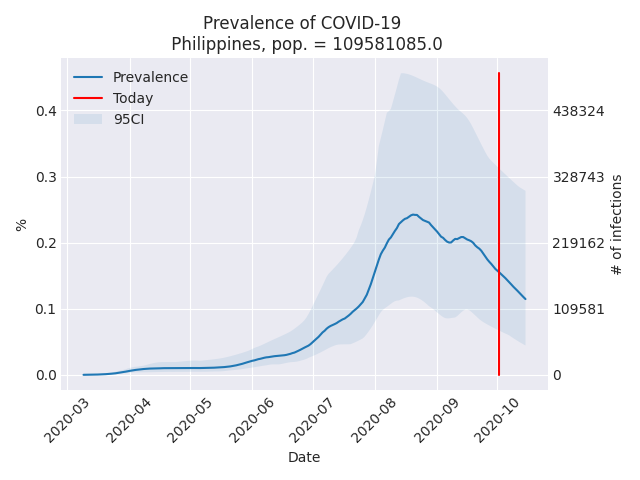 Prevalence of COVID-19
Philippines, pop. = 109581085.0
Prevalence
Today
95CI
0.4
0.3
0.2
0.1
0.0
%
438324
328743
219162
109581
0
# of infections
2020-03
2020-04
2020-05
2020-06
2020-07
2020-08
2020-09
2020-10
Date